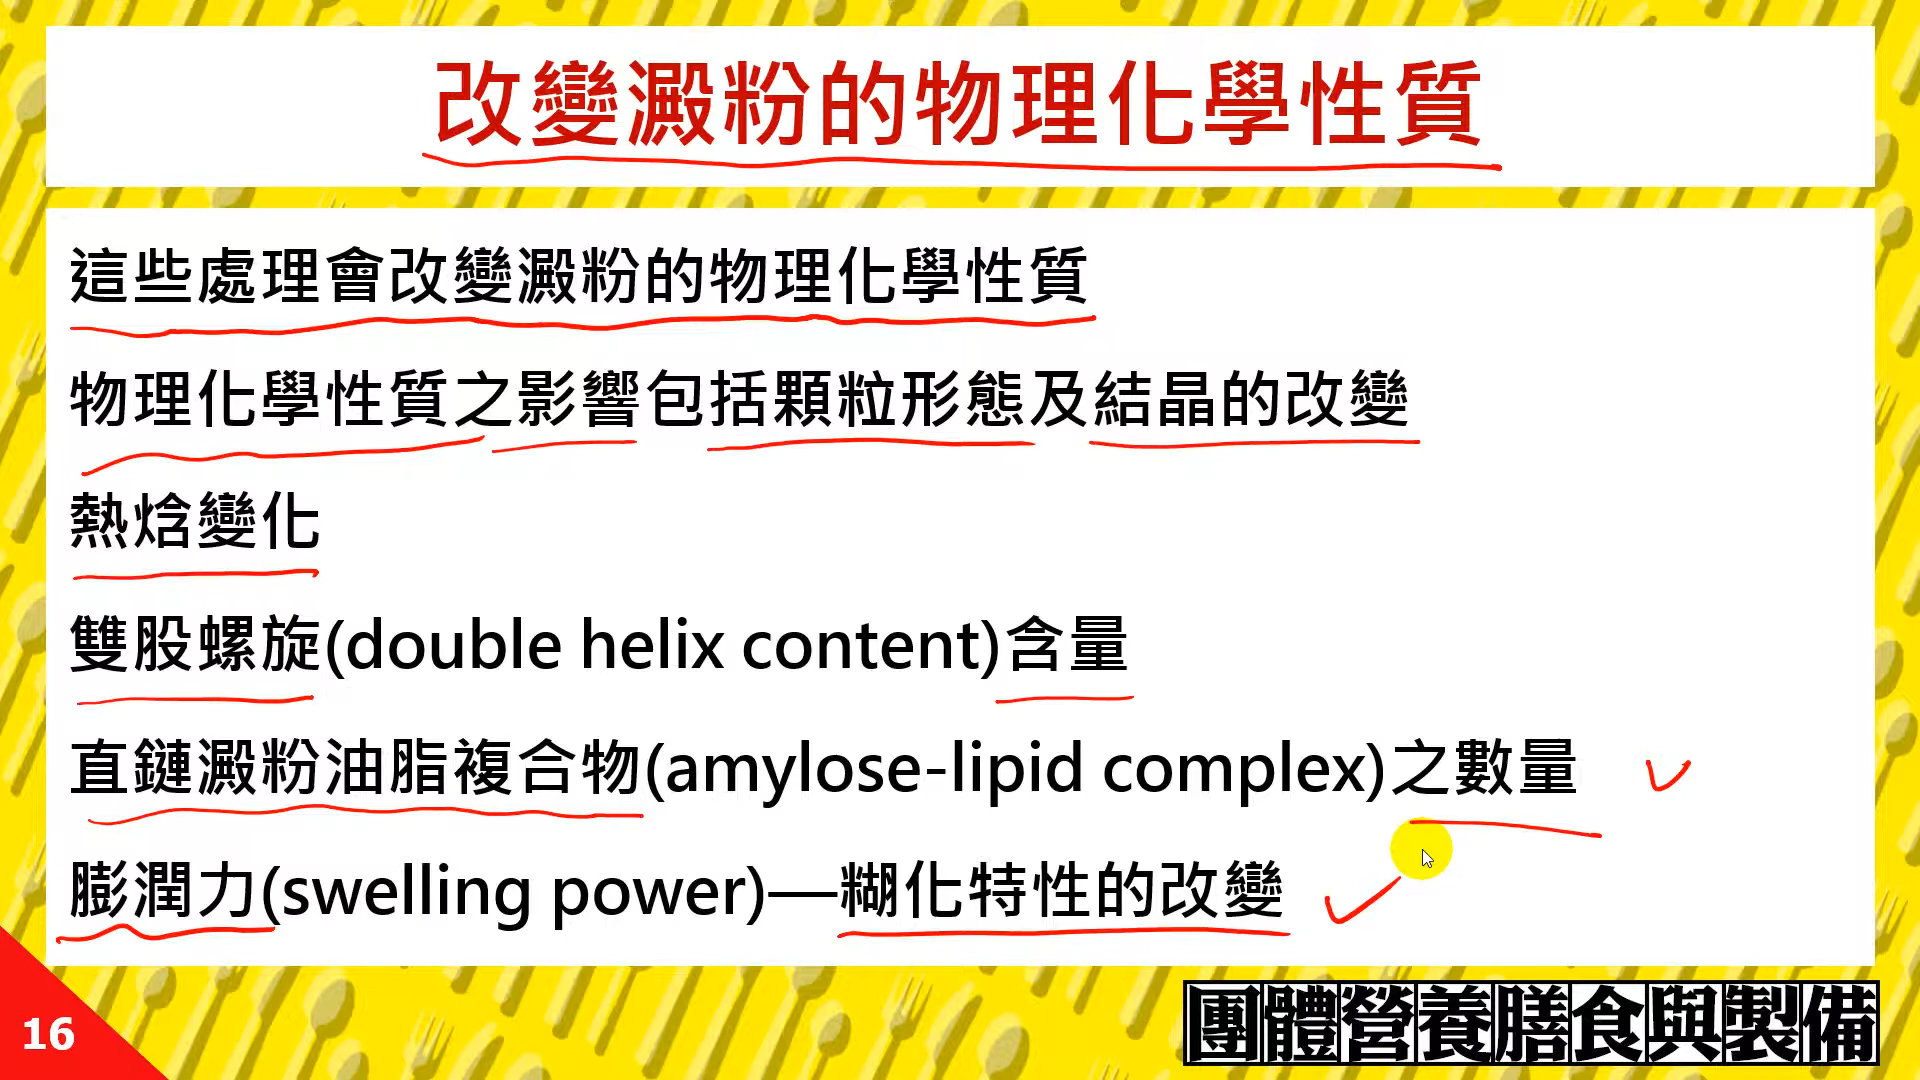 改變澱粉的物理化學性質
這些處理會改變澱粉的物理化學性質
物理化學性質之影響包括顆粒形態及結晶的改變
熱焓變化
雙股螺旋(double helix content)含量
直鏈澱粉油脂複合物(amylose-lipid complex)之數量
膨潤力(swelling power)—糊化特性的改變
16
團體營養膳食與製備